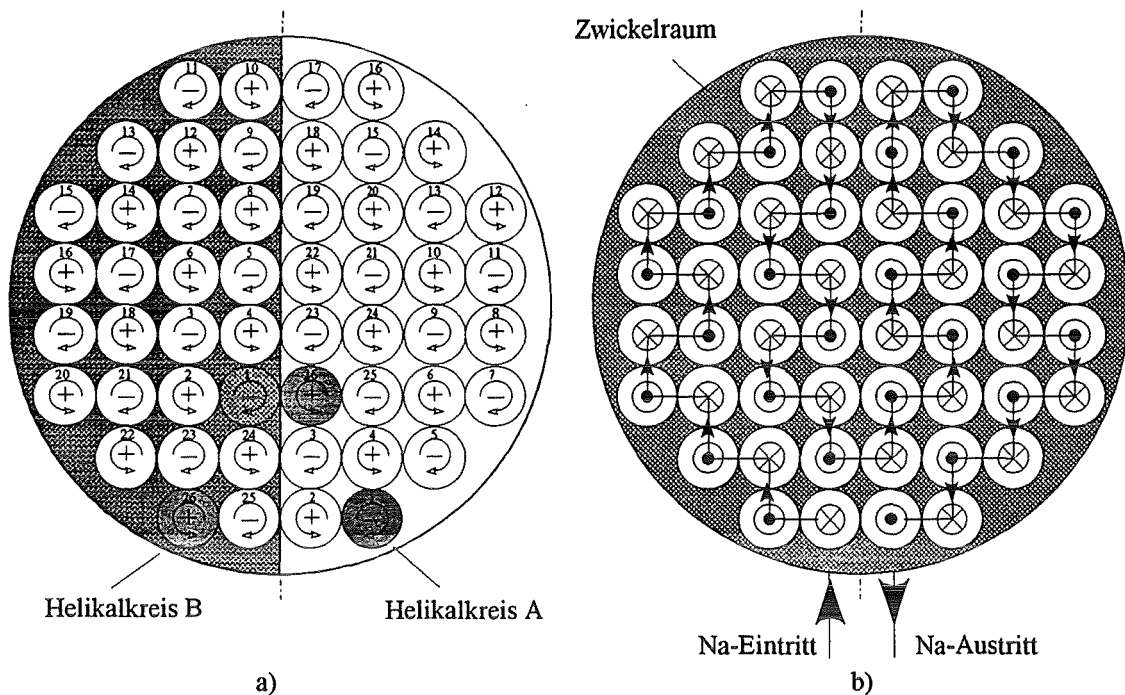 Zwickelraum
11 10 17 16
− + − +
13 12 9 18 15 14
− + − + − +
15 14 7 8 19 20 13 12
− + − + − + − +
16 17 6 5 22 21 10 11
+ − + − + − + −
19 18 3 4 23 24 9 8
− + − + − + − +
20 21 2 1 26 25 6 7
+ − + − + − + −
22 23 24 3 4 5
+ − + − + −
26 25 2
+ − +
Helikalkreis B
Helikalkreis A
Na-Eintritt
Na-Austritt
a)
b)